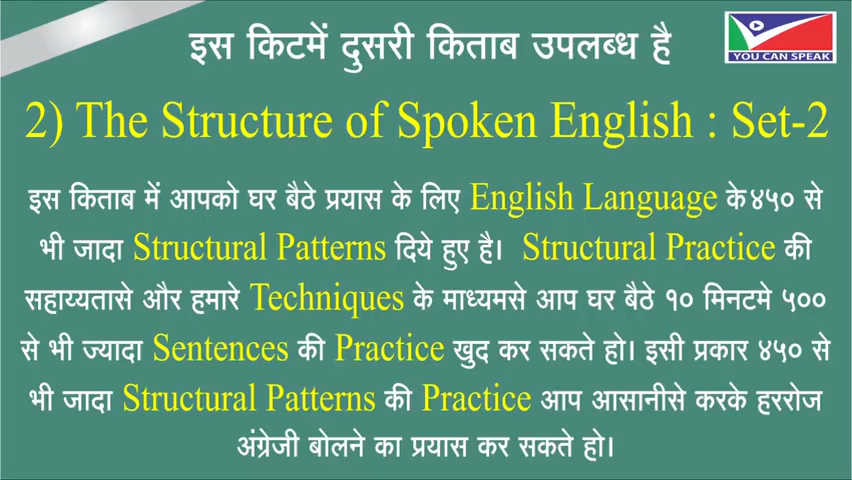 इस किटमें दुसरी किताब उपलब्ध है
YOU CAN SPEAK
2) The Structure of Spoken English : Set-2
इस किताब में आपको घर बैठे प्रयास के लिए English Language के४५० से
भी जादा Structural Patterns दिये हुए है। Structural Practice की
सहाय्यतासे और हमारे Techniques के माध्यमसे आप घर बैठे १० मिनटमे ५००
से भी ज्यादा Sentences की Practice खुद कर सकते हो। इसी प्रकार ४५० से
भी जादा Structural Patterns की Practice आप आसानीसे करके हररोज
अंग्रेजी बोलने का प्रयास कर सकते हो।